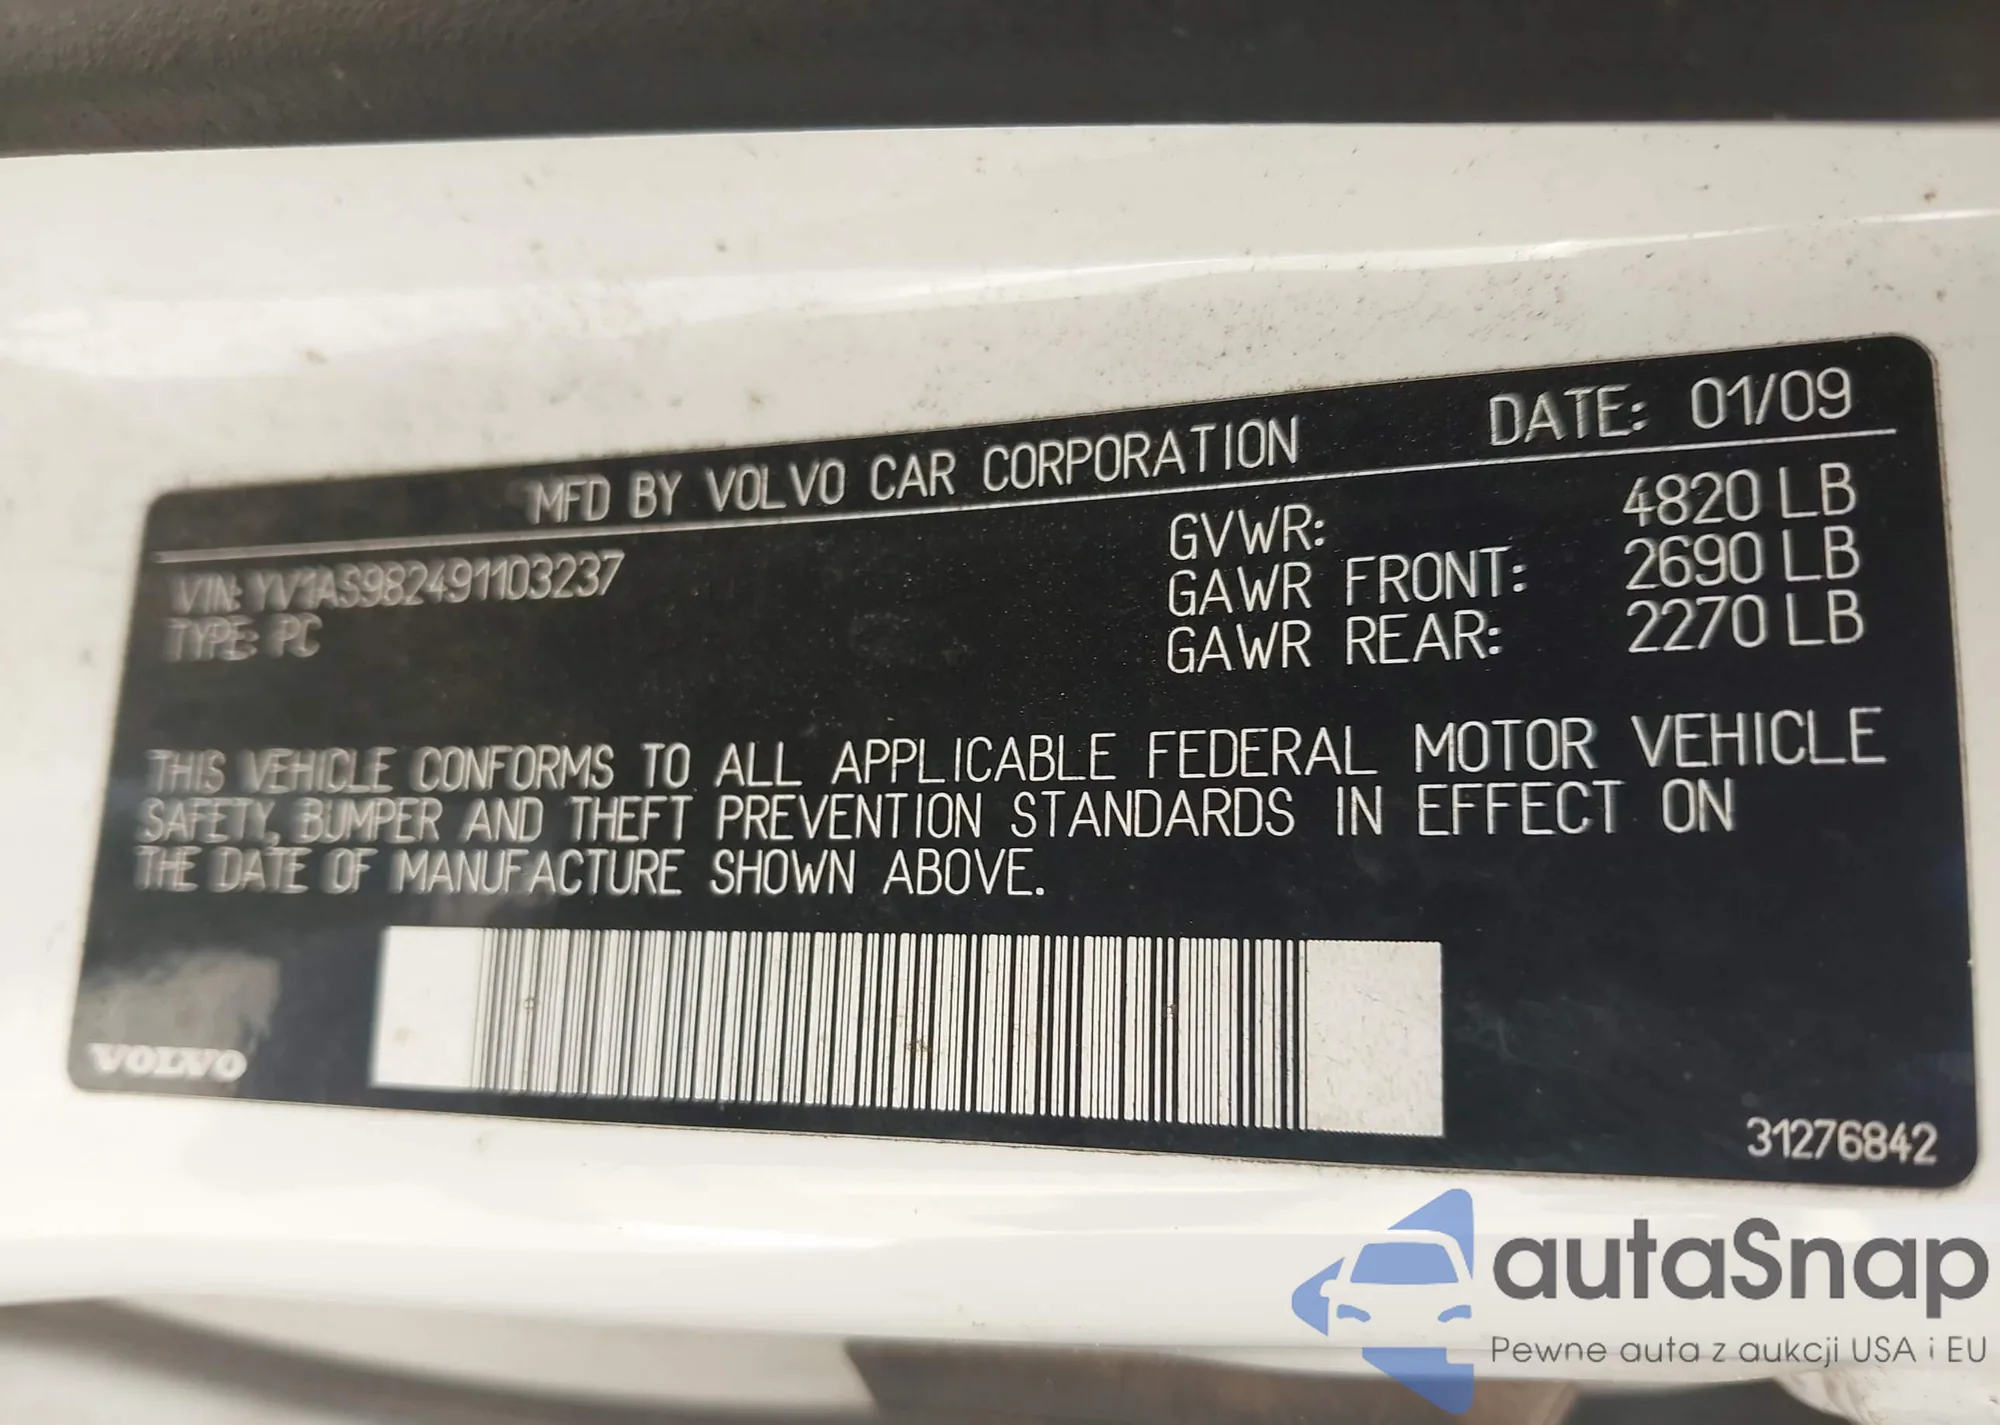 MFD BY VOLVO CAR CORPORATION DATE: 01/09
VIN: YV1AS982491103237
TYPE: PC
GVWR: 4820 LB
GAWR FRONT: 2690 LB
GAWR REAR: 2270 LB
THIS VEHICLE CONFORMS TO ALL APPLICABLE FEDERAL MOTOR VEHICLE
SAFETY, BUMPER AND THEFT PREVENTION STANDARDS IN EFFECT ON
THE DATE OF MANUFACTURE SHOWN ABOVE.
VOLVO
31276842
autaSnap
Pewne auta z aukcji USA i EU